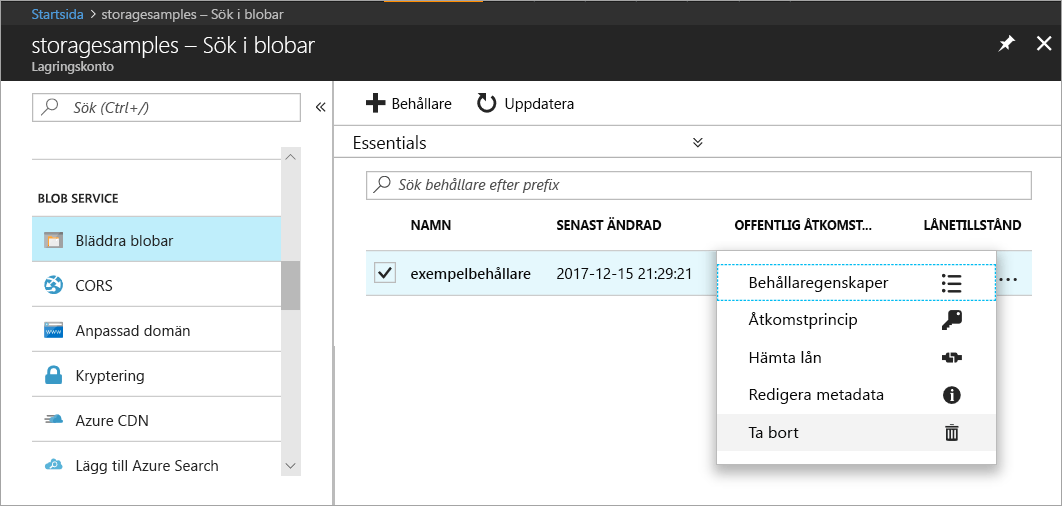 Startsida > storagesamples – Sök i blobar
storagesamples – Sök i blobar
Lagringskonto
Sök (Ctrl+/)
BLOB SERVICE
Bläddra blobar
CORS
Anpassad domän
Kryptering
Azure CDN
Lägg till Azure Search
Behållare Uppdatera
Essentials
Sök behållare efter prefix
NAMN SENAST ÄNDRAD OFFENTLIG ÅTKOMST... LÅNETILLSTÅND
exempelbehållare 2017-12-15 21:29:21 ...
Behållaregenskaper
Åtkomstprincip
Hämta lån
Redigera metadata
Ta bort